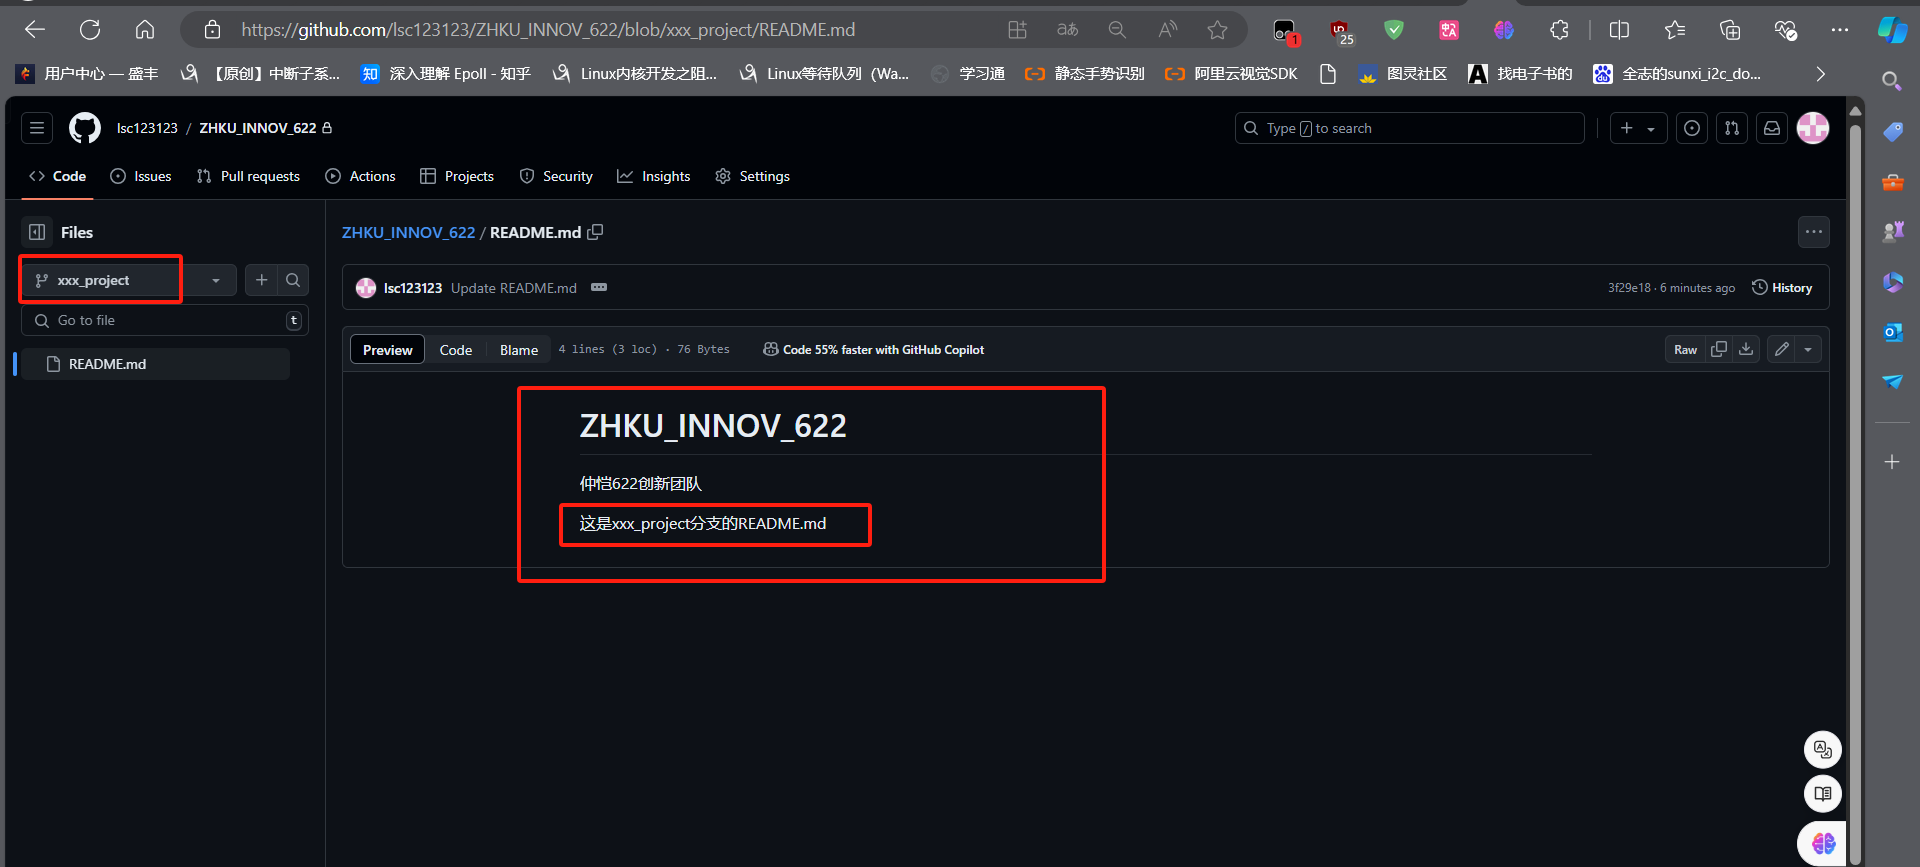 https://github.com/lsc123123/ZHKU_INNOV_622/blob/xxx_project/README.md
1
25
用户中心 — 盛丰
【原创】中断子系...
知 深入理解 Epoll - 知乎
Linux内核开发之阻...
Linux等待队列（Wa...
学习通
静态手势识别
阿里云视觉SDK
图灵社区
找电子书的
全志的sunxi_i2c_do...
lsc123123 / ZHKU_INNOV_622
Type / to search
Code
Issues
Pull requests
Actions
Projects
Security
Insights
Settings
Files
xxx_project
Go to file
t
README.md
ZHKU_INNOV_622 / README.md
lsc123123 Update README.md
3f29e18 · 6 minutes ago
History
Preview
Code
Blame
4 lines (3 loc) · 76 Bytes
Code 55% faster with GitHub Copilot
Raw
ZHKU_INNOV_622
仲恺622创新团队
这是xxx_project分支的README.md